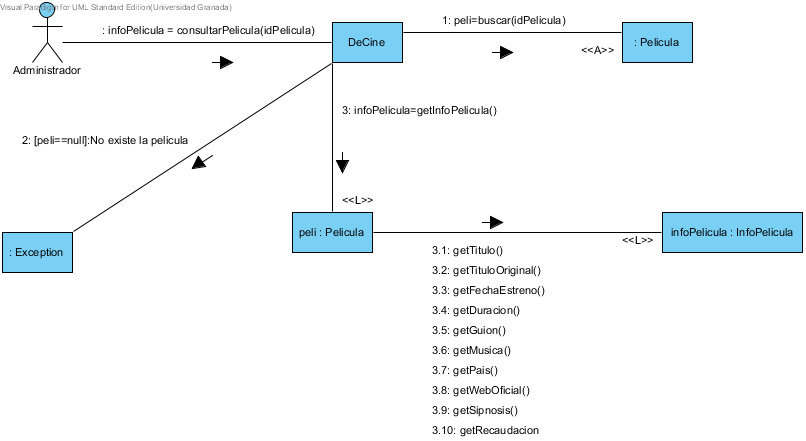 Visual Paradigm for UML Standard Edition(Universidad Granada)
: infoPelicula = consultarPelicula(idPelicula)
1: peli=buscar(idPelicula)
DeCine
<<A>>
: Pelicula
Administrador
3: infoPelicula=getInfoPelicula()
2: [peli==null]:No existe la pelicula
<<L>>
peli : Pelicula
<<L>>
infoPelicula : InfoPelicula
: Exception
3.1: getTitulo()
3.2: getTituloOriginal()
3.3: getFechaEstreno()
3.4: getDuracion()
3.5: getGuion()
3.6: getMusica()
3.7: getPais()
3.8: getWebOficial()
3.9: getSipnosis()
3.10: getRecaudacion